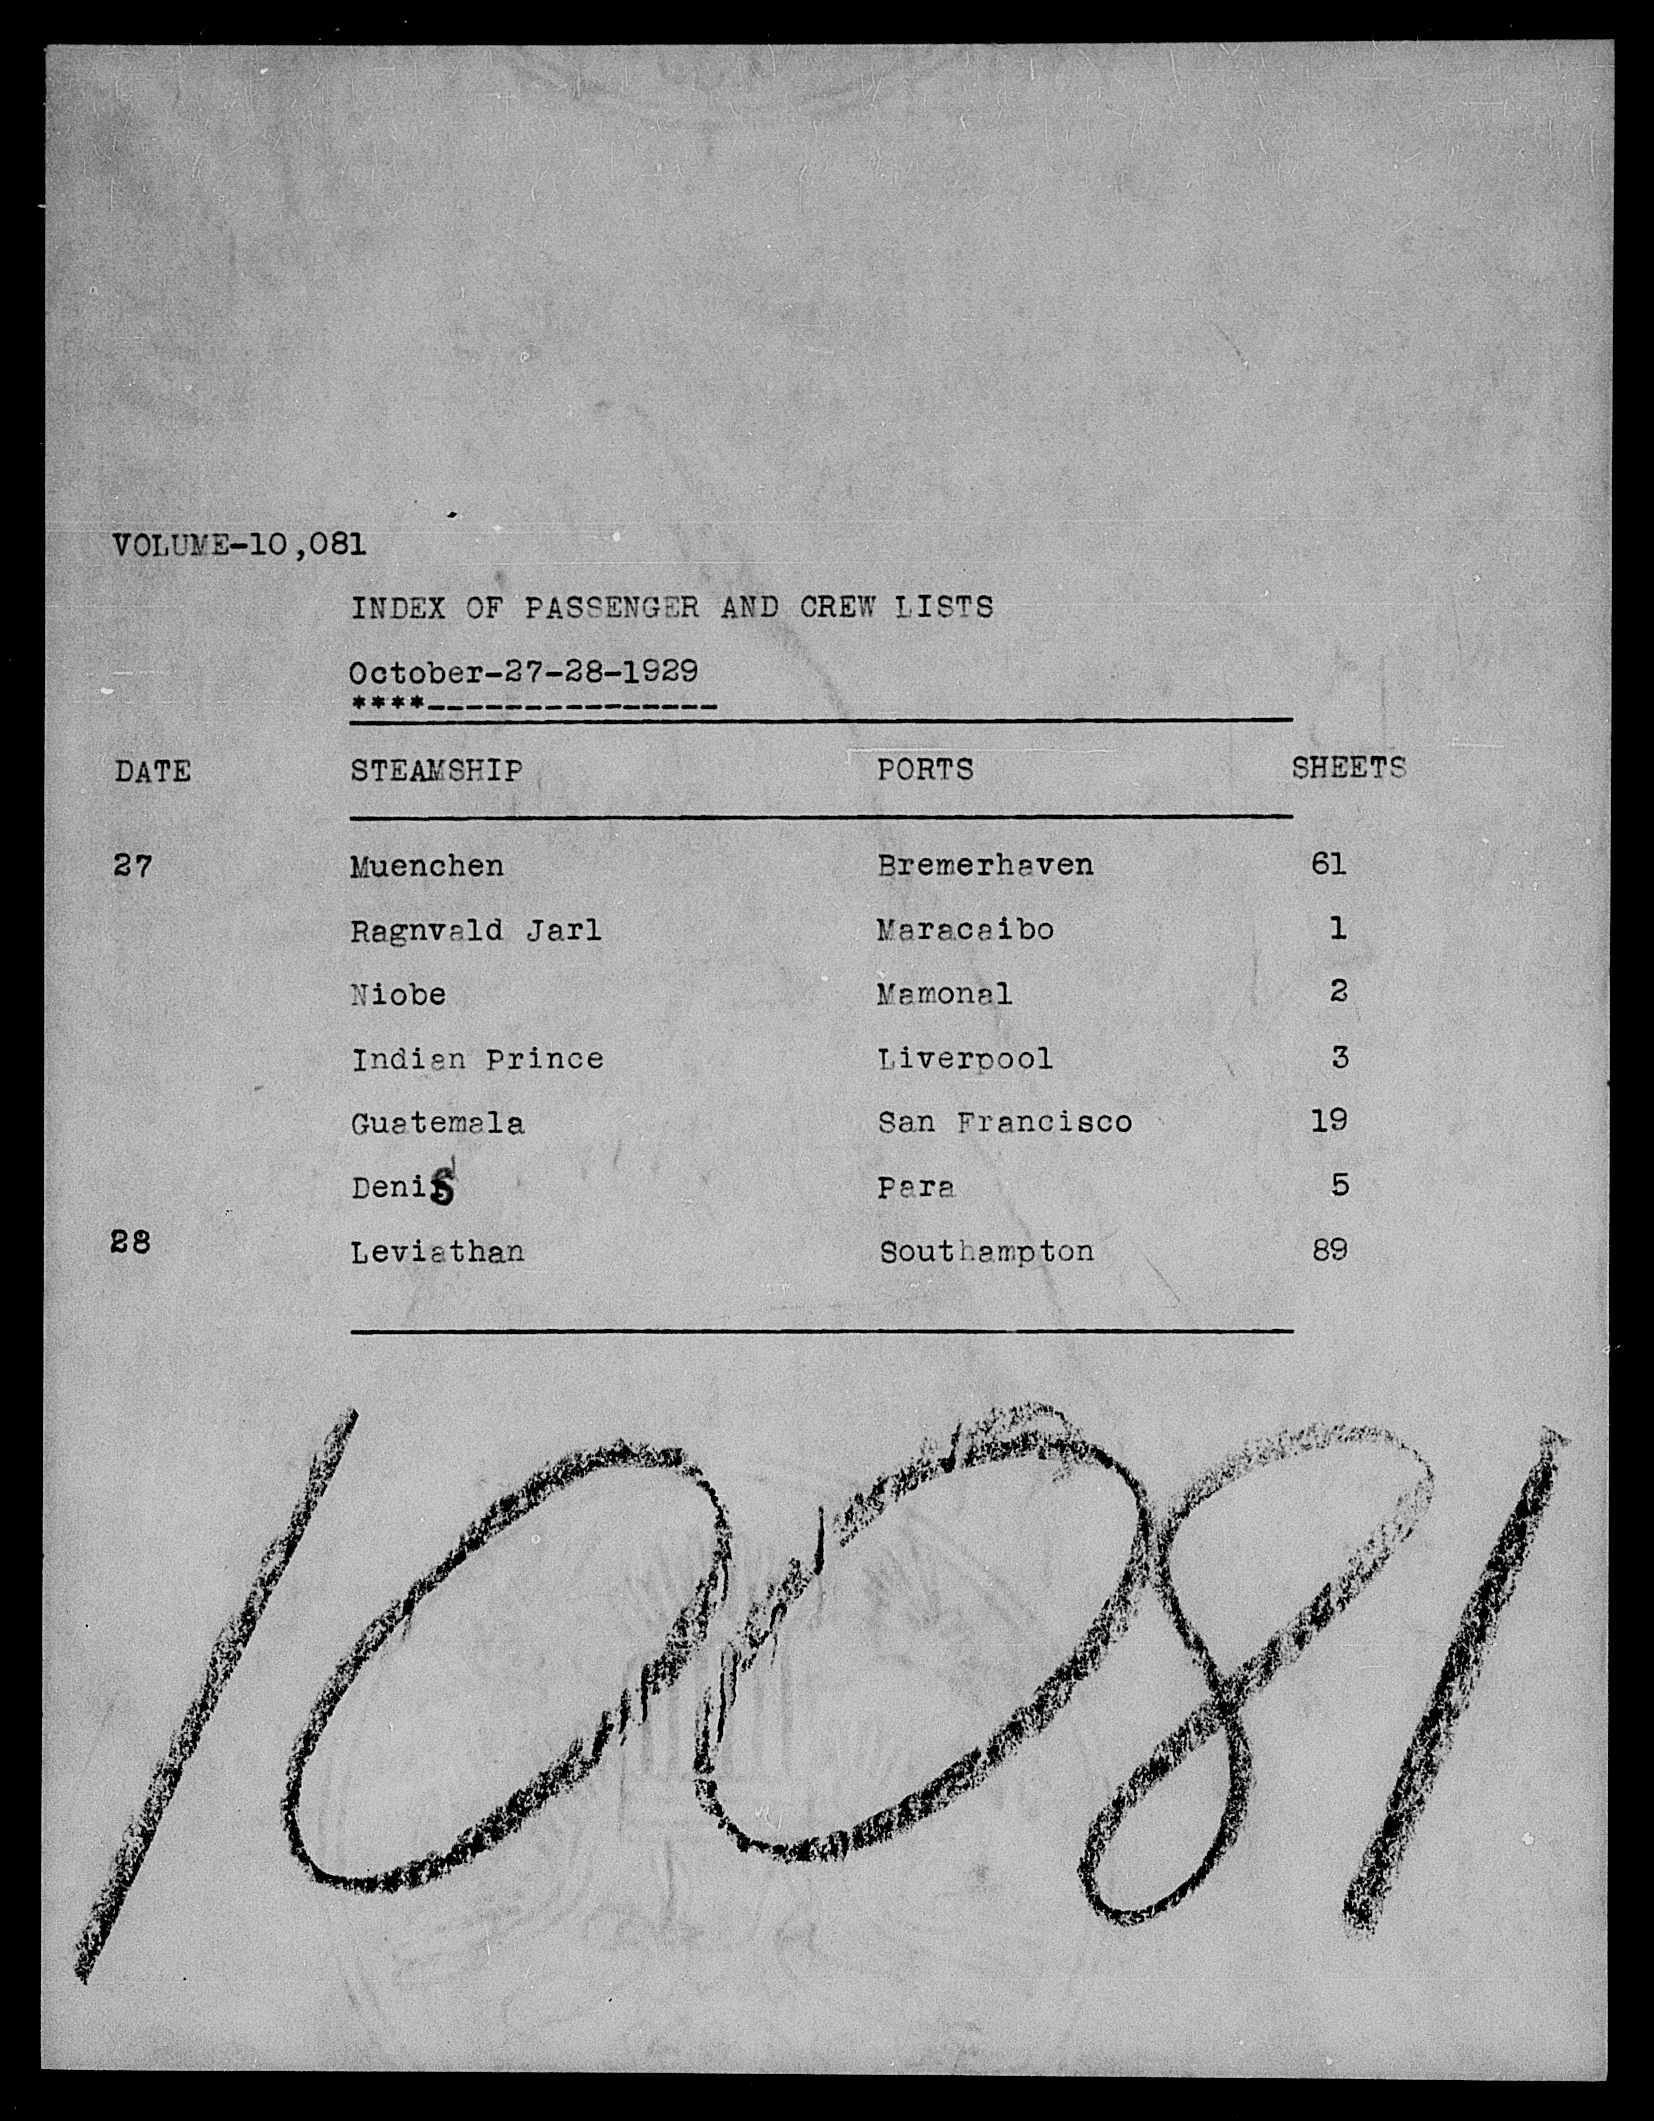 VOLUME-10,081
INDEX OF PASSENGER AND CREW LISTS
October-27-28-1929
****---------------
DATE STEAMSHIP PORTS SHEETS
27 Muenchen Bremerhaven 61
Ragnvald Jarl Maracaibo 1
Niobe Mamonal 2
Indian Prince Liverpool 3
Guatemala San Francisco 19
Denis Para 5
28 Leviathan Southampton 89
10081